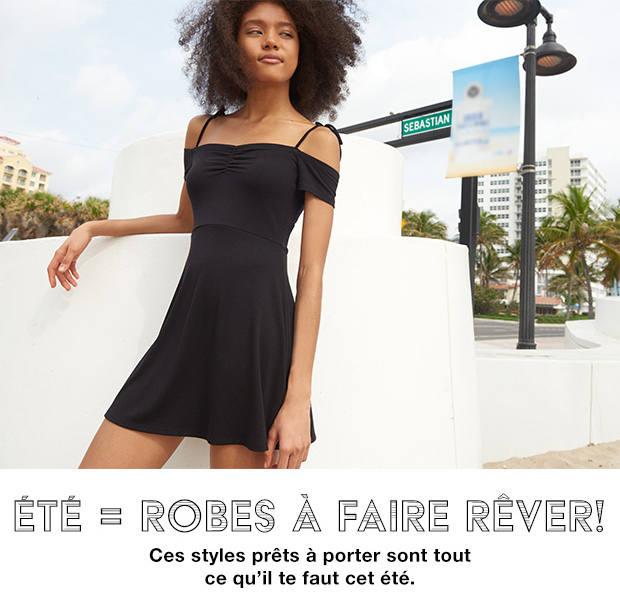 SEBASTIAN
ÉTÉ = ROBES À FAIRE RÊVER!
Ces styles prêts à porter sont tout
ce qu'il te faut cet été.